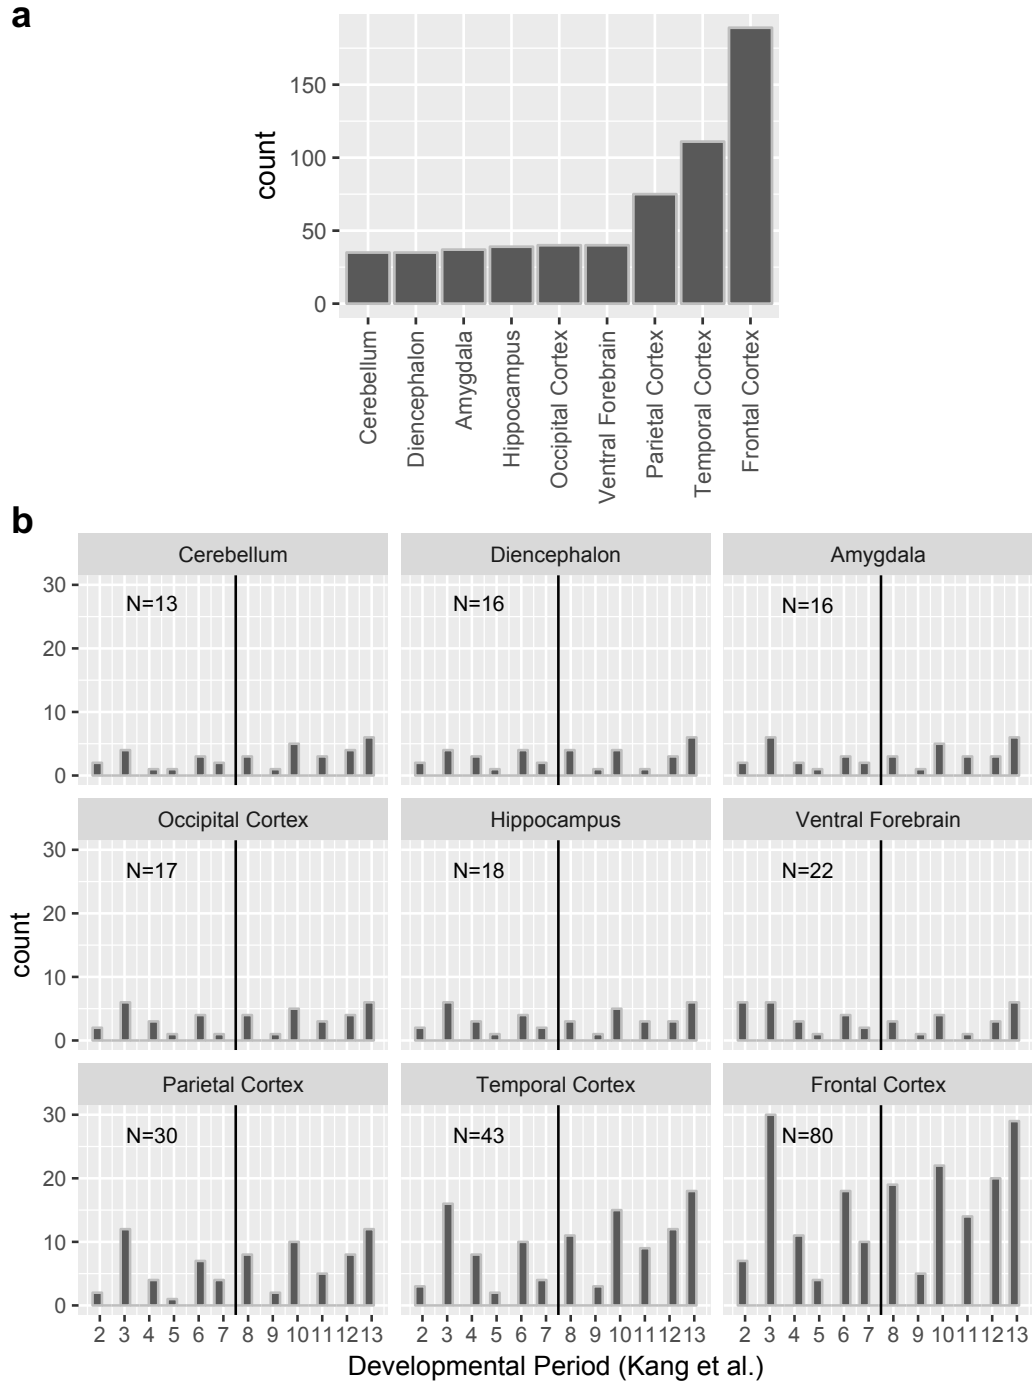 a
count
150
100
50
0
Cerebellum
Diencephalon
Amygdala
Hippocampus
Occipital Cortex
Ventral Forebrain
Parietal Cortex
Temporal Cortex
Frontal Cortex
b
count
Cerebellum Diencephalon Amygdala
30
N=13 N=16 N=16
20
10
0
Occipital Cortex Hippocampus Ventral Forebrain
30
N=17 N=18 N=22
20
10
0
Parietal Cortex Temporal Cortex Frontal Cortex
30
N=30 N=43 N=80
20
10
0
2 3 4 5 6 7 8 9 10 11 12 13 2 3 4 5 6 7 8 9 10 11 12 13 2 3 4 5 6 7 8 9 10 11 12 13
Developmental Period (Kang et al.)